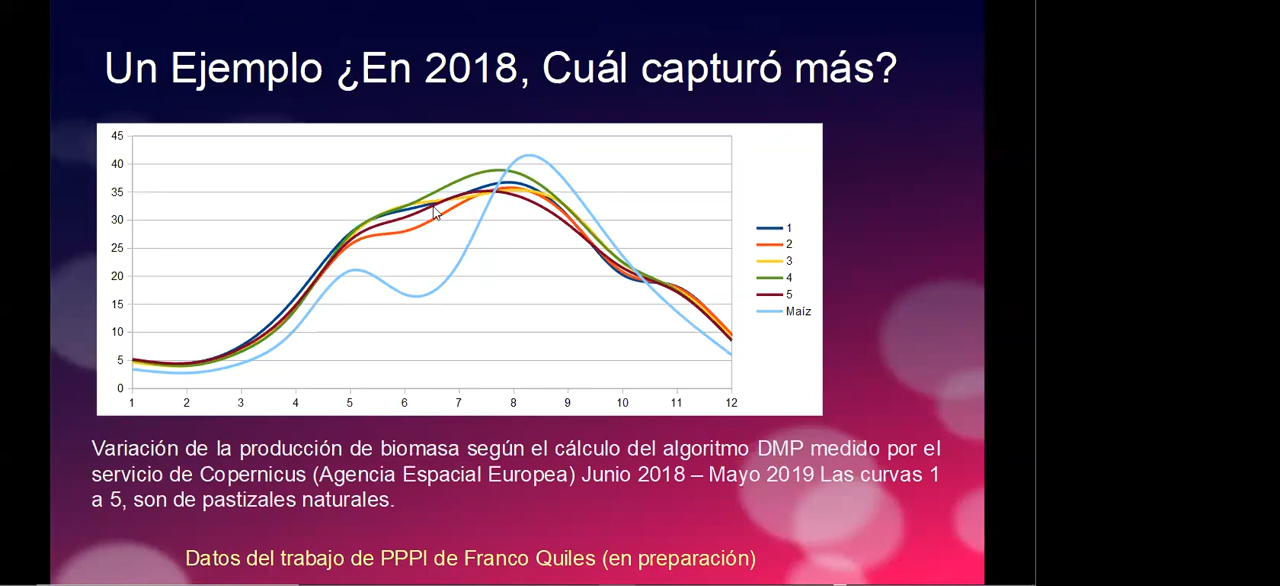 Un Ejemplo ¿En 2018, Cuál capturó más?
45
40
35
30
25
20
15
10
5
0
1 2 3 4 5 6 7 8 9 10 11 12
1
2
3
4
5
Maíz
Variación de la producción de biomasa según el cálculo del algoritmo DMP medido por el
servicio de Copernicus (Agencia Espacial Europea) Junio 2018 – Mayo 2019 Las curvas 1
a 5, son de pastizales naturales.
Datos del trabajo de PPPI de Franco Quiles (en preparación)